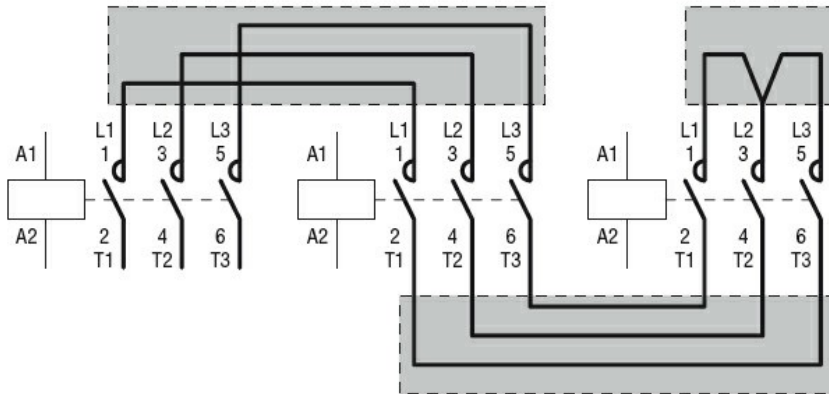 L1 L2 L3 L1 L2 L3 L1 L2 L3
A1 1 3 5 A1 1 3 5 A1 1 3 5
A2 2 4 6 A2 2 4 6 A2 2 4 6
T1 T2 T3 T1 T2 T3 T1 T2 T3